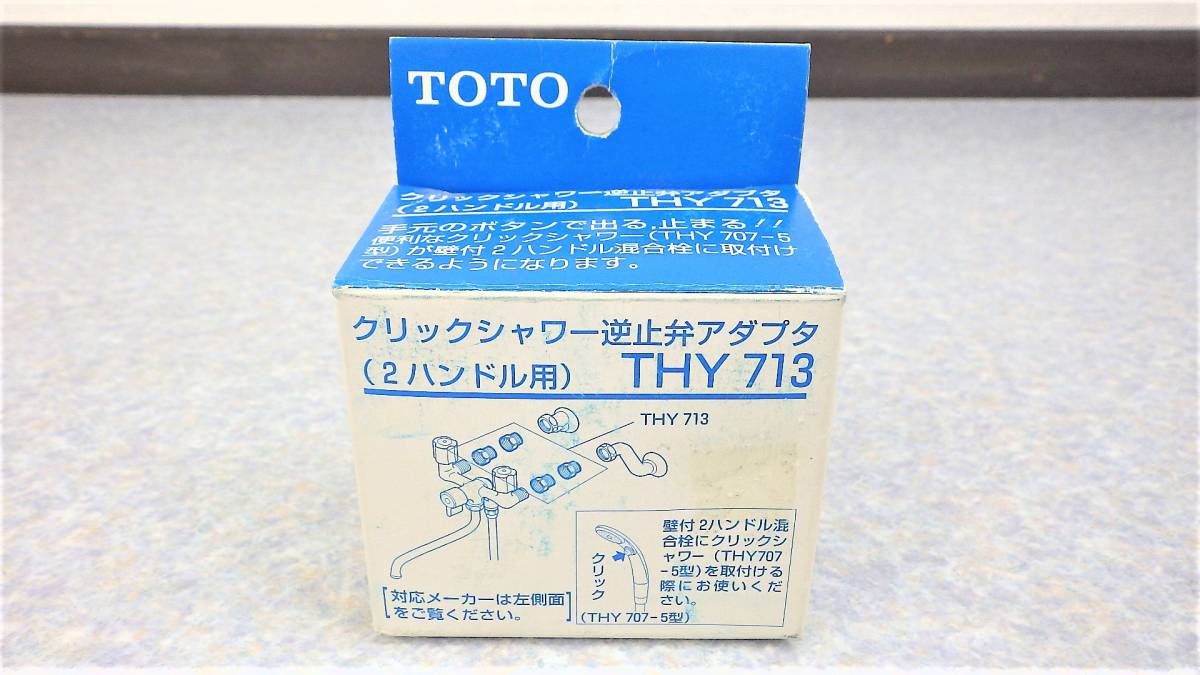 TOTO
クリックシャワー逆止弁アダプタ
(2ハンドル用) THY 713
手元のボタンで出る,止まる!!
便利なクリックシャワー(THY 707-5
型)が壁付2ハンドル混合栓に取付け
できるようになります。
クリックシャワー逆止弁アダプタ
(2ハンドル用) THY 713
THY 713
[対応メーカーは左側面
をご覧ください。]
クリック
(THY 707-5型)
壁付2ハンドル混
合栓にクリックシ
ャワー(THY707
-5型)を取付ける
際にお使いくだ
さい。